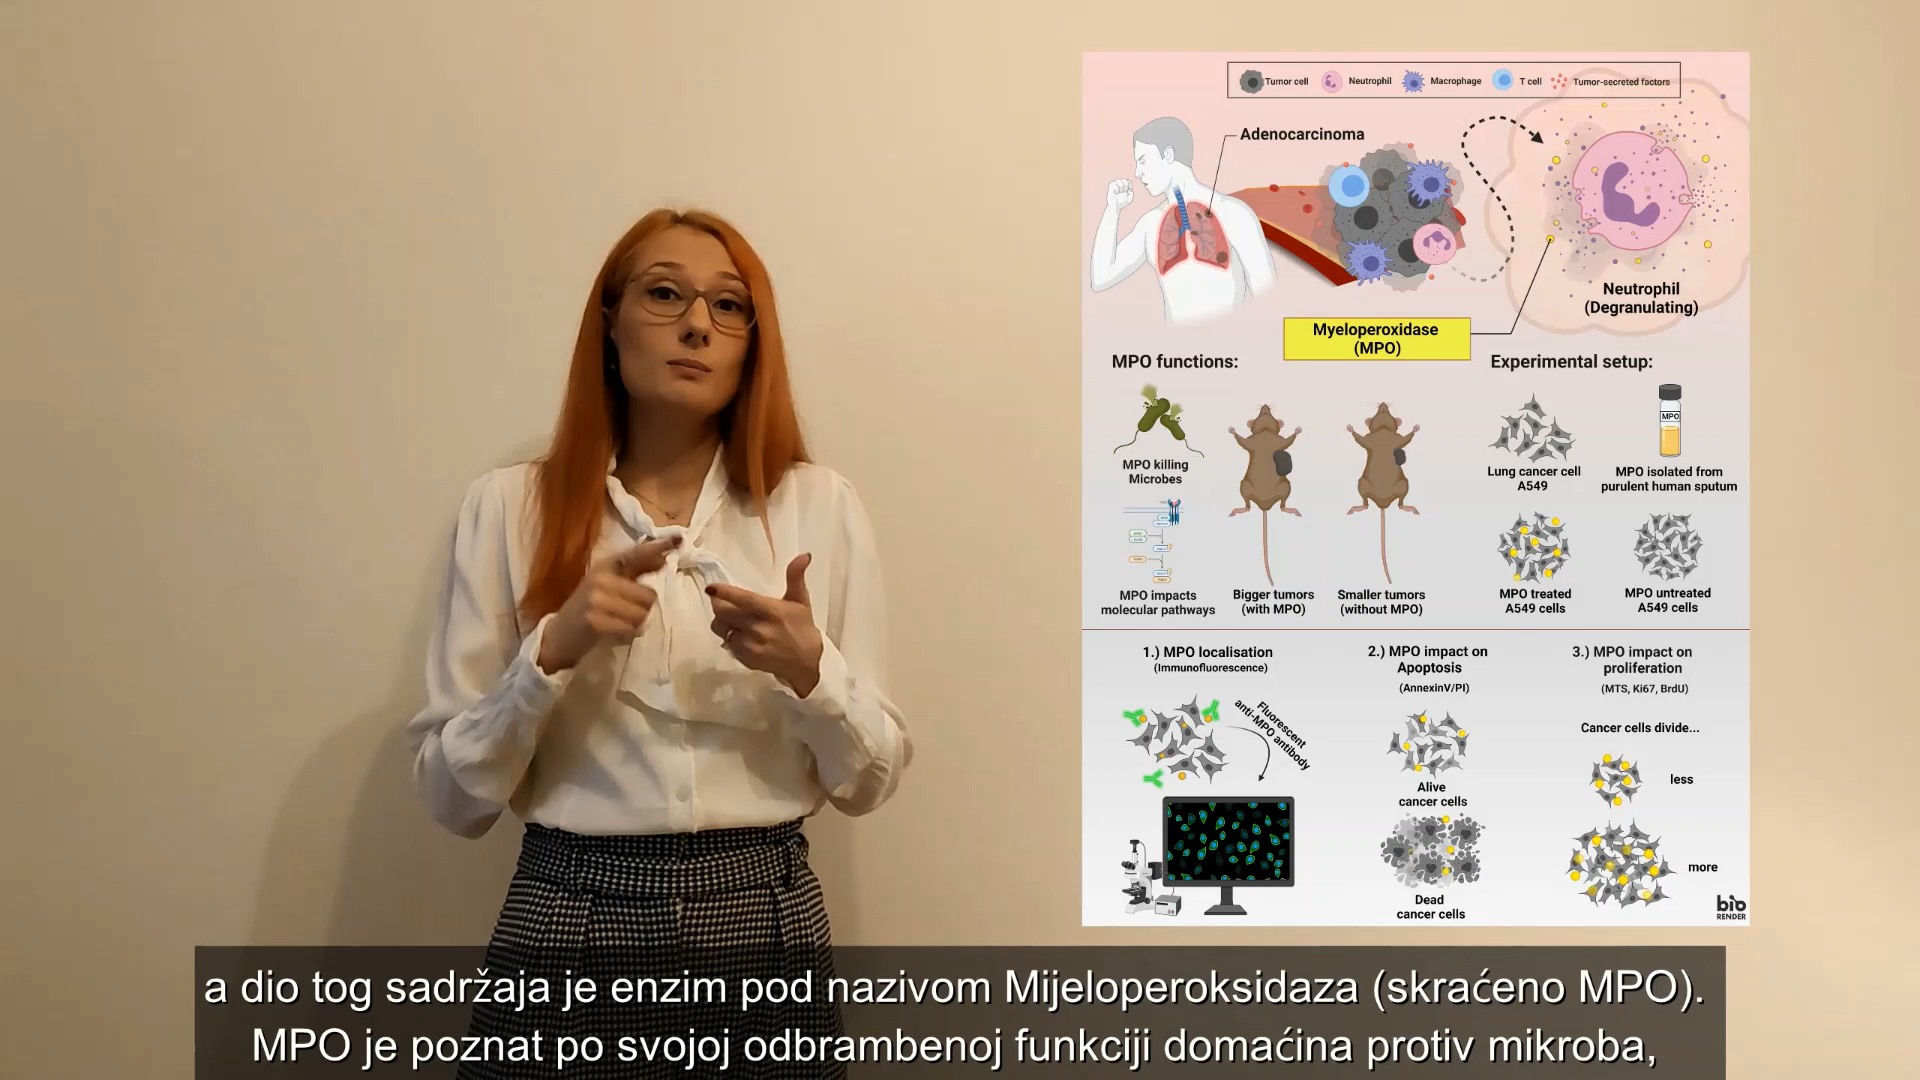 Tumor cell
Neutrophil
Macrophage
T cell
Tumor-secreted factors
Adenocarcinoma
Neutrophil
(Degranulating)
Myeloperoxidase
(MPO)
MPO functions:
Experimental setup:
MPO
MPO killing
Microbes
Lung cancer cell
A549
MPO isolated from
purulent human sputum
MPO impacts
molecular pathways
Bigger tumors
(with MPO)
Smaller tumors
(without MPO)
MPO treated
A549 cells
MPO untreated
A549 cells
1.) MPO localisation
(Immunofluorescence)
2.) MPO impact on
Apoptosis
(AnnexinV/PI)
3.) MPO impact on
proliferation
(MTS, Ki67, BrdU)
Fluorescent
anti-MPO antibody
Cancer cells divide...
less
Alive
cancer cells
more
Dead
cancer cells
bio
RENDER
a dio tog sadržaja je enzim pod nazivom Mijeloperoksidaza (skraćeno MPO).
MPO je poznat po svojoj odbrambenoj funkciji domaćina protiv mikroba,